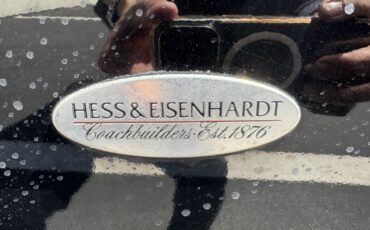 HESS & EISENHARDT
Coachbuilders · Est. 1876